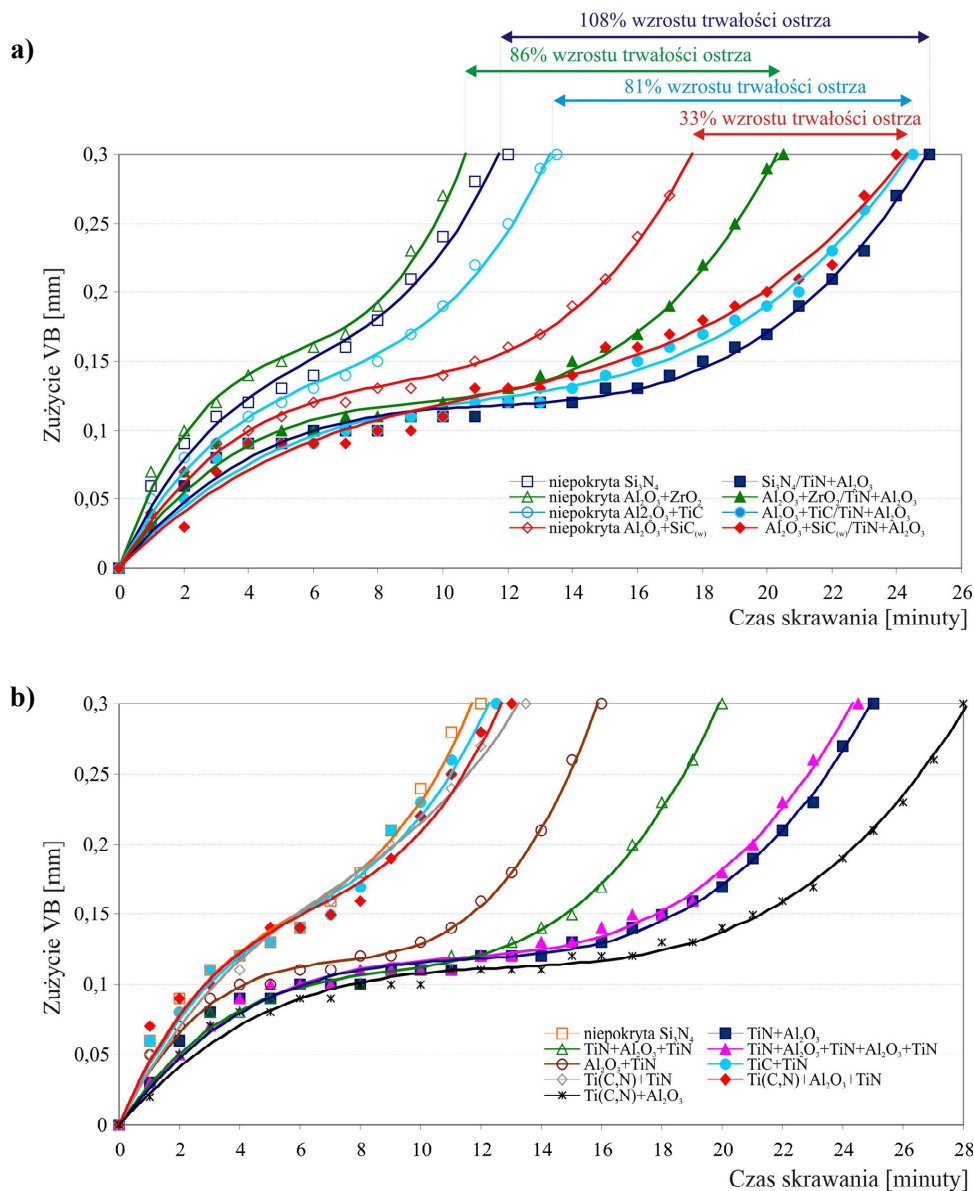 a)
108% wzrostu trwałości ostrza
86% wzrostu trwałości ostrza
81% wzrostu trwałości ostrza
33% wzrostu trwałości ostrza
Zużycie VB [mm]
0,3
0,25
0,2
0,15
0,1
0,05
0
niepokryta Si₃N₄
Si₃N₄/TiN+Al₂O₃
niepokryta Al₂O₃+ZrO₂
Al₂O₃+ZrO₂/TiN+Al₂O₃
niepokryta Al2₂O₃+TiC
Al₂O₃+TiC/TiN+Al₂O₃
niepokryta Al₂O₃+SiC₍w₎
Al₂O₃+SiC₍w₎/TiN+Al₂O₃
0 2 4 6 8 10 12 14 16 18 20 22 24 26
Czas skrawania [minuty]
b)
Zużycie VB [mm]
0,3
0,25
0,2
0,15
0,1
0,05
0
niepokryta Si₃N₄
TiN+Al₂O₃
TiN+Al₂O₃+TiN
TiN+Al₂O₃+TiN+Al₂O₃+TiN
Al₂O₃+TiN
TiC+TiN
Ti(C,N)+TiN
Ti(C,N)+Al₂O₃+TiN
Ti(C,N)+Al₂O₃
0 2 4 6 8 10 12 14 16 18 20 22 24 26 28
Czas skrawania [minuty]